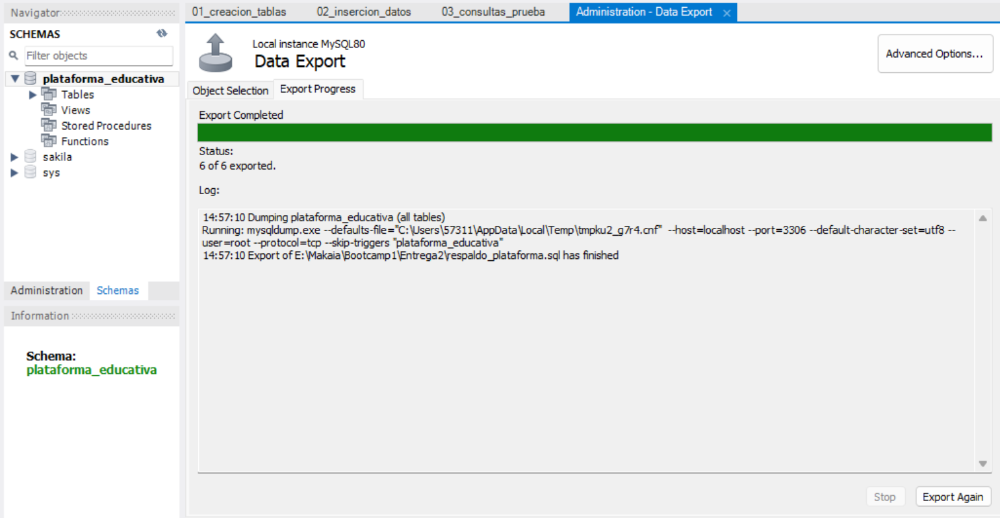 Navigator
SCHEMAS
Filter objects
plataforma_educativa
Tables
Views
Stored Procedures
Functions
sakila
sys
Administration Schemas
Information
Schema:
plataforma_educativa
01_creacion_tablas 02_insercion_datos 03_consultas_prueba Administration - Data Export
Local instance MySQL80
Data Export
Advanced Options...
Object Selection Export Progress
Export Completed
Status:
6 of 6 exported.
Log:
14:57:10 Dumping plataforma_educativa (all tables)
Running: mysqldump.exe --defaults-file="C:\Users\57311\AppData\Local\Temp\tmpku2_g7r4.cnf" --host=localhost --port=3306 --default-character-set=utf8 --
user=root --protocol=tcp --skip-triggers "plataforma_educativa"
14:57:10 Export of E:\Makaia\Bootcamp1\Entrega2\respaldo_plataforma.sql has finished
Stop Export Again